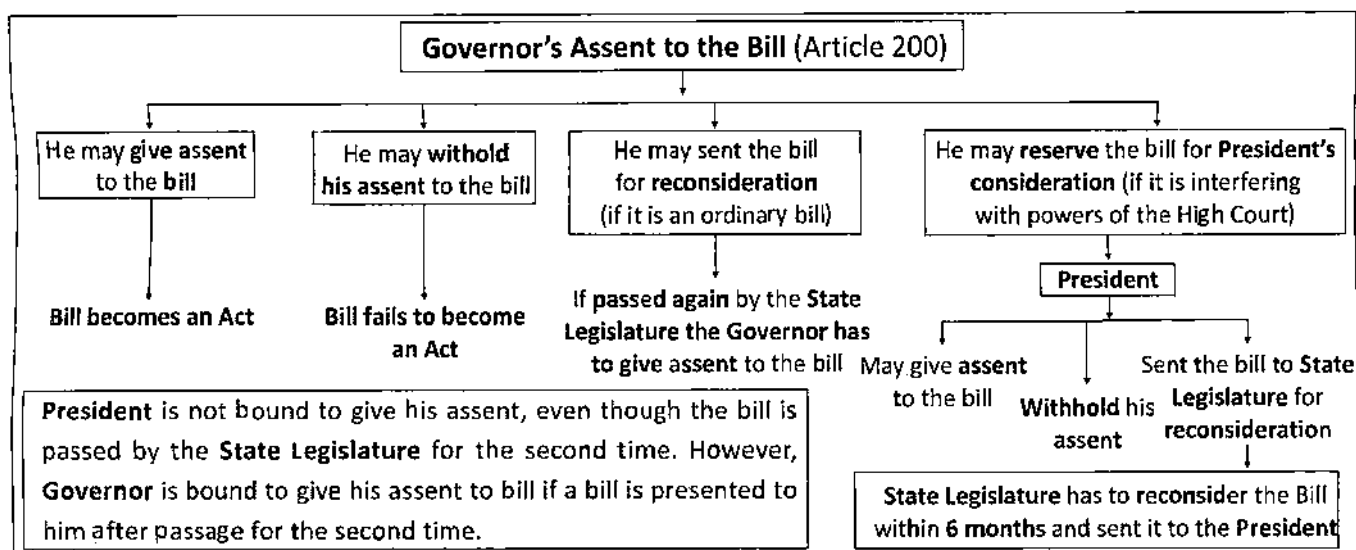 Governor's Assent to the Bill (Article 200)
He may give assent
to the bill
He may withold
his assent to the bill
He may sent the bill
for reconsideration
(if it is an ordinary bill)
He may reserve the bill for President's
consideration (if it is interfering
with powers of the High Court)
Bill becomes an Act
Bill fails to become
an Act
If passed again by the State
Legislature the Governor has
to give assent to the bill
President
May give assent
to the bill
Withhold his
assent
Sent the bill to State
Legislature for
reconsideration
President is not bound to give his assent, even though the bill is
passed by the State Legislature for the second time. However,
Governor is bound to give his assent to bill if a bill is presented to
him after passage for the second time.
State Legislature has to reconsider the Bill
within 6 months and sent it to the President